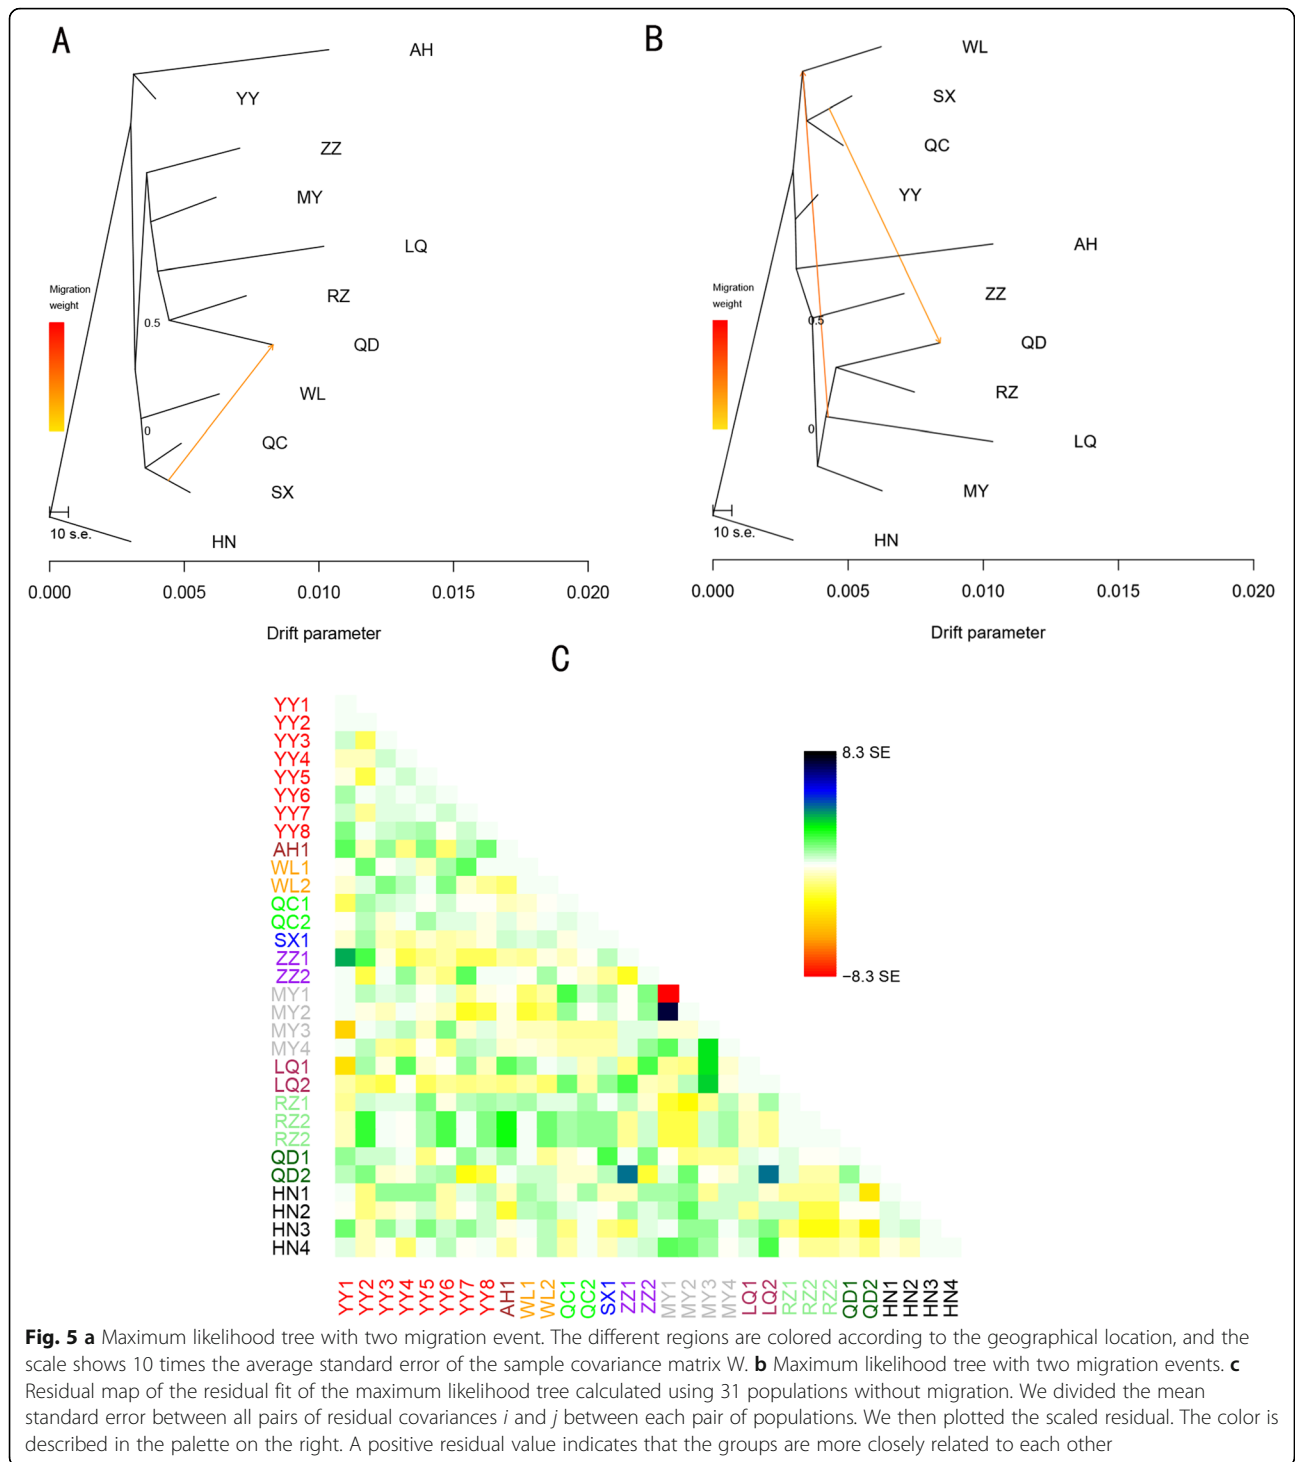 A
AH
YY
ZZ
MY
LQ
Migration
weight
RZ
0.5
QD
WL
0
QC
SX
10 s.e.
HN
0.000 0.005 0.010 0.015 0.020
Drift parameter
B
WL
SX
QC
YY
AH
Migration
weight
ZZ
0.5
QD
RZ
0
LQ
MY
10 s.e.
HN
0.000 0.005 0.010 0.015 0.020
Drift parameter
C
YY1
YY2
YY3
YY4
YY5
YY6
YY7
YY8
AH1
WL1
WL2
QC1
QC2
SX1
ZZ1
ZZ2
MY1
MY2
MY3
MY4
LQ1
LQ2
RZ1
RZ2
RZ2
QD1
QD2
HN1
HN2
HN3
HN4
8.3 SE
−8.3 SE
YY1 YY2 YY3 YY4 YY5 YY6 YY7 YY8 AH1 WL1 WL2 QC1 QC2 SX1 ZZ1 ZZ2 MY1 MY2 MY3 MY4 LQ1 LQ2 RZ1 RZ2 RZ2 QD1 QD2 HN1 HN2 HN3 HN4
Fig. 5 a Maximum likelihood tree with two migration event. The different regions are colored according to the geographical location, and the
scale shows 10 times the average standard error of the sample covariance matrix W. b Maximum likelihood tree with two migration events. c
Residual map of the residual fit of the maximum likelihood tree calculated using 31 populations without migration. We divided the mean
standard error between all pairs of residual covariances i and j between each pair of populations. We then plotted the scaled residual. The color is
described in the palette on the right. A positive residual value indicates that the groups are more closely related to each other